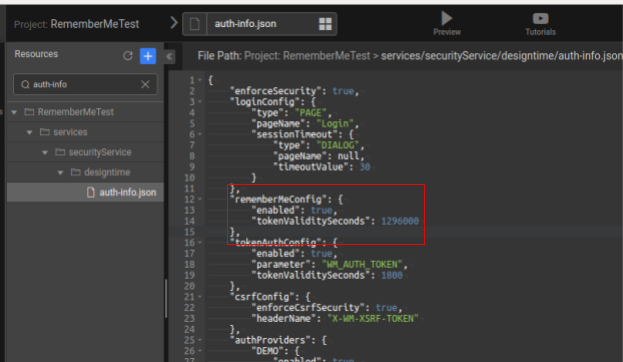 Project: RememberMeTest
auth-info.json
Preview
Tutorials
Resources
File Path: Project: RememberMeTest > services/securityService/designtime/auth-info.json
auth-info
RememberMeTest
services
securityService
designtime
auth-info.json
1 {
2 "enforceSecurity": true,
3 "loginConfig": {
4 "type": "PAGE",
5 "pageName": "Login",
6 "sessionTimeout": {
7 "type": "DIALOG",
8 "pageName": null,
9 "timeoutValue": 30
10 }
11 },
12 "rememberMeConfig": {
13 "enabled": true,
14 "tokenValiditySeconds": 1296000
15 },
16 "tokenAuthConfig": {
17 "enabled": true,
18 "parameter": "WM_AUTH_TOKEN",
19 "tokenValiditySeconds": 1800
20 },
21 "csrfConfig": {
22 "enforceCsrfSecurity": true,
23 "headerName": "X-WM-XSRF-TOKEN"
24 },
25 "authProviders": {
26 "DEMO": {
27 "enabled": true